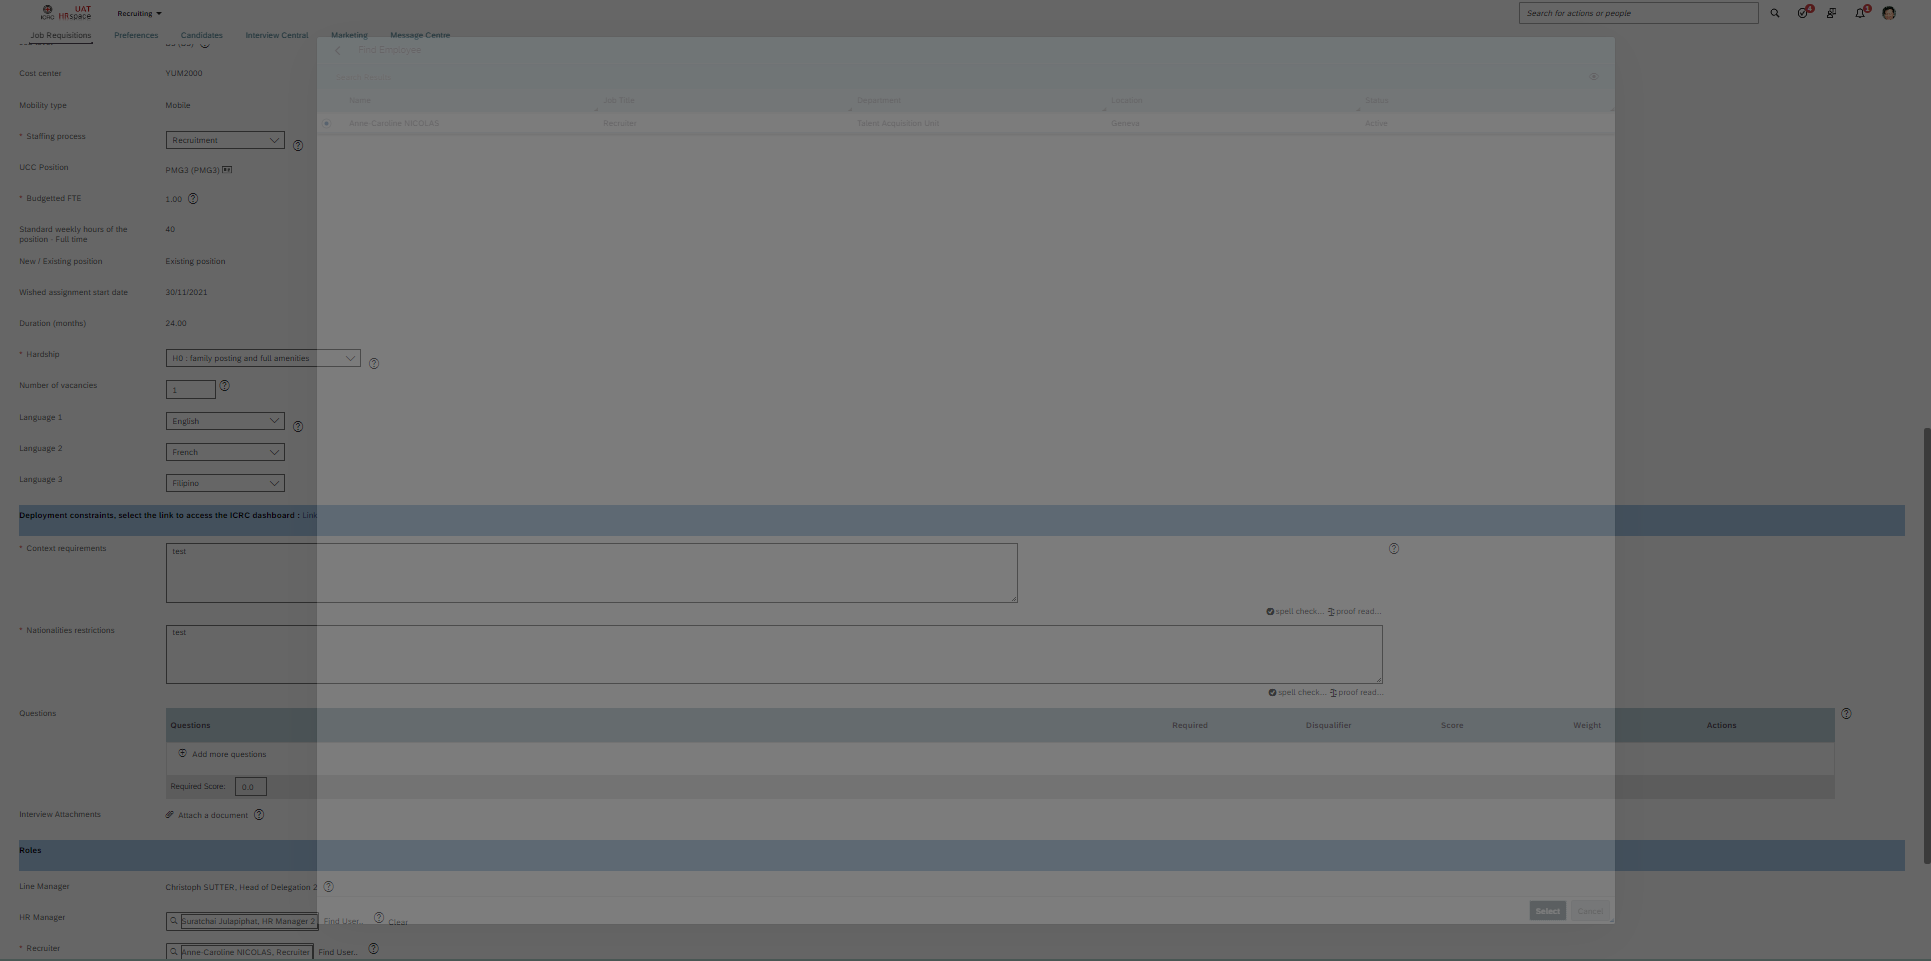 UAT
ICRC HRspace
Recruiting
Search for actions or people
4
1
Job Requisitions
Preferences
Candidates
Interview Central
Marketing
Message Centre
Find Employee
Cost center
YUM2000
Search Results
Name
Job Title
Department
Location
Status
Mobility type
Mobile
Anne-Caroline NICOLAS
Recruiter
Talent Acquisition Unit
Geneva
Active
* Staffing process
Recruitment
UCC Position
PMG3 (PMG3)
* Budgetted FTE
1.00
Standard weekly hours of the
position - Full time
40
New / Existing position
Existing position
Wished assignment start date
30/11/2021
Duration (months)
24.00
* Hardship
H0 : family posting and full amenities
Number of vacancies
1
Language 1
English
Language 2
French
Language 3
Filipino
Deployment constraints, select the link to access the ICRC dashboard : Link
* Context requirements
test
spell check... proof read...
* Nationalities restrictions
test
spell check... proof read...
Questions
Questions
Required
Disqualifier
Score
Weight
Actions
Add more questions
Required Score:
0.0
Interview Attachments
Attach a document
Roles
Line Manager
Christoph SUTTER, Head of Delegation 2
Select
Cancel
HR Manager
Suratchai Julapiphat, HR Manager 2
Find User..
Clear
* Recruiter
Anne-Caroline NICOLAS, Recruiter
Find User..